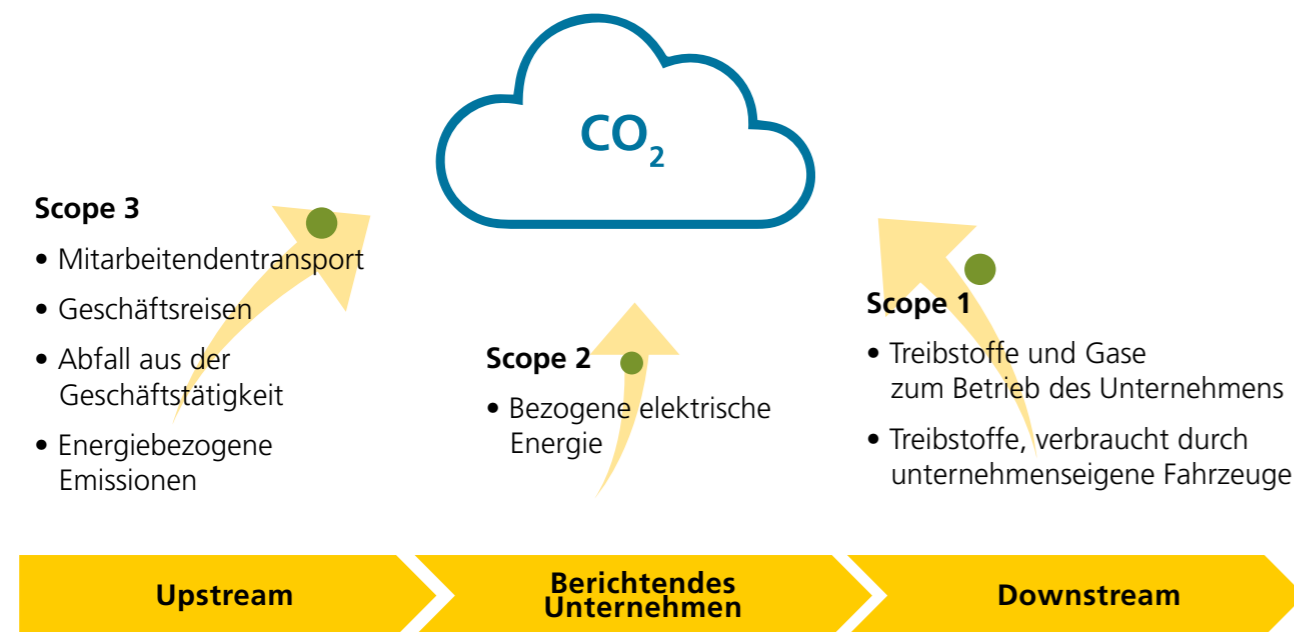 CO₂
Scope 3
• Mitarbeitendentransport
• Geschäftsreisen
• Abfall aus der
Geschäftstätigkeit
• Energiebezogene
Emissionen
Scope 2
• Bezogene elektrische
Energie
Scope 1
• Treibstoffe und Gase
zum Betrieb des Unternehmens
• Treibstoffe, verbraucht durch
unternehmenseigene Fahrzeuge
Upstream
Berichtendes
Unternehmen
Downstream